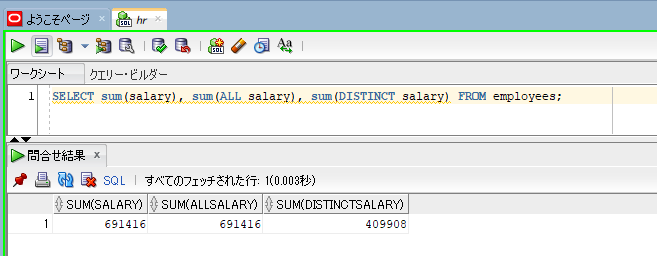 ようこそページ × hr ×
SQL
SQL Aa
ワークシート クエリー・ビルダー
1 SELECT sum(salary), sum(ALL salary), sum(DISTINCT salary) FROM employees;
問合せ結果 ×
SQL | すべてのフェッチされた行: 1(0.003秒)
SUM(SALARY) SUM(ALLSALARY) SUM(DISTINCTSALARY)
1 691416 691416 409908